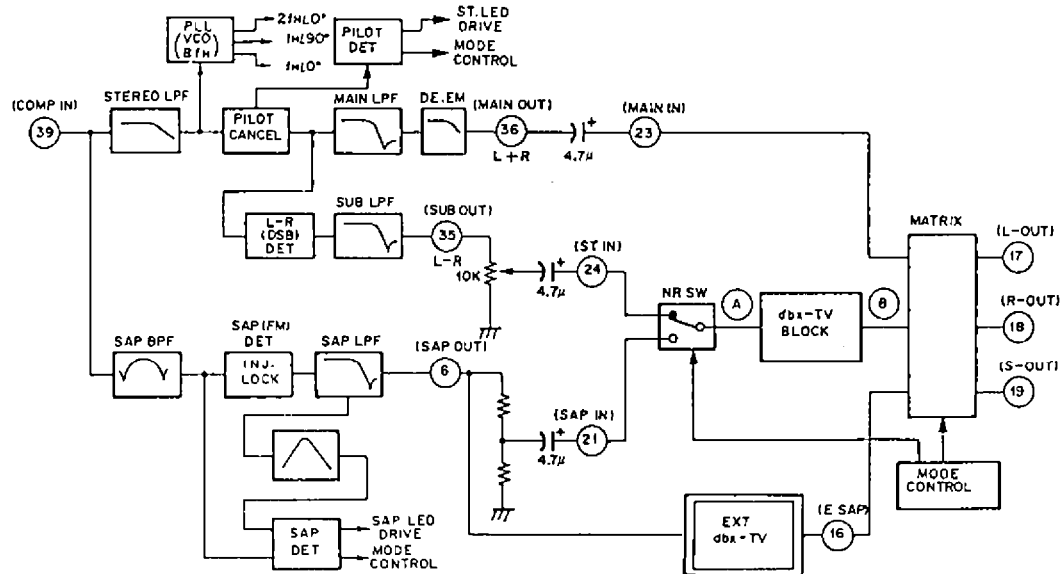 PLL
(VCO
8fH)
2fHL0°
fHL90°
fHL0°
PILOT
DET
ST.LED
DRIVE
MODE
CONTROL
(COMP IN)
39
STEREO LPF
PILOT
CANCEL
MAIN LPF
DE.EM
(MAIN OUT)
36
L+R
+
4.7μ
(MAIN IN)
23
L-R
(DSB)
DET
SUB LPF
(SUB OUT)
35
L-R
10K
+
4.7μ
(ST IN)
24
NR SW
A
dbx-TV
BLOCK
B
MATRIX
(L-OUT)
17
(R-OUT)
18
(S-OUT)
19
SAP BPF
SAP(FM)
DET
INJ-
LOCK
SAP LPF
(SAP OUT)
6
+
4.7μ
(SAP IN)
21
MODE
CONTROL
SAP
DET
SAP LED
DRIVE
MODE
CONTROL
EXT
dbx-TV
(E SAP)
16